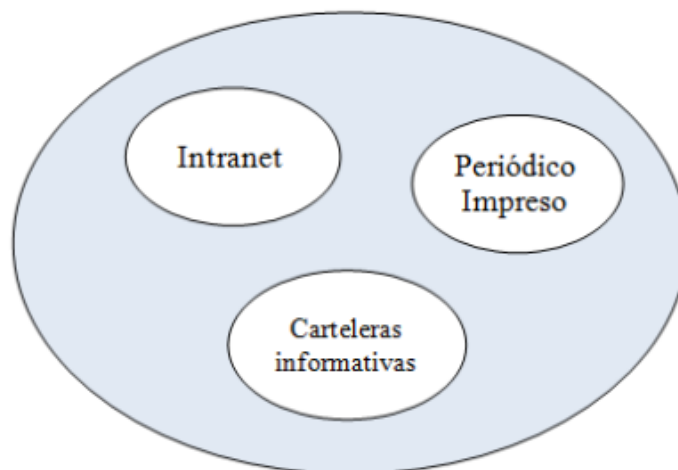 Intranet
Periódico
Impreso
Carteleras
informativas